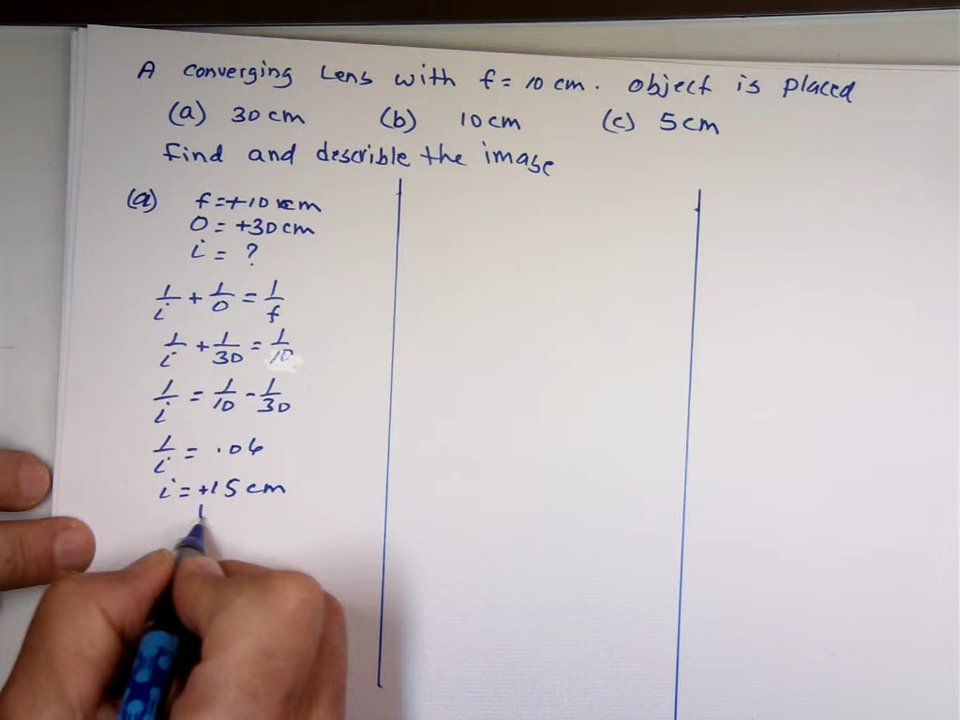 A converging Lens with f = 10 cm. object is placed
(a) 30 cm (b) 10 cm (c) 5 cm
find and describle the image
(a) f = +10 cm
O = +30 cm
i = ?
1/i + 1/O = 1/f
1/i + 1/30 = 1/10
1/i = 1/10 - 1/30
1/i = .06
i = +15 cm